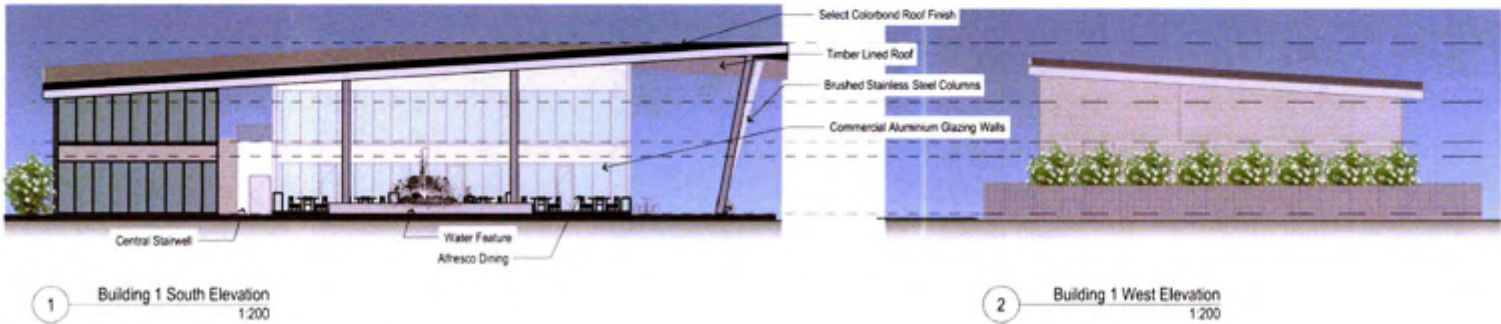 Select Colorbond Roof Finish
Timber Lined Roof
Brushed Stainless Steel Columns
Commercial Aluminium Glazing Walls
Central Stairwell
Water Feature
Alfresco Dining
1
Building 1 South Elevation
1:200
2
Building 1 West Elevation
1:200